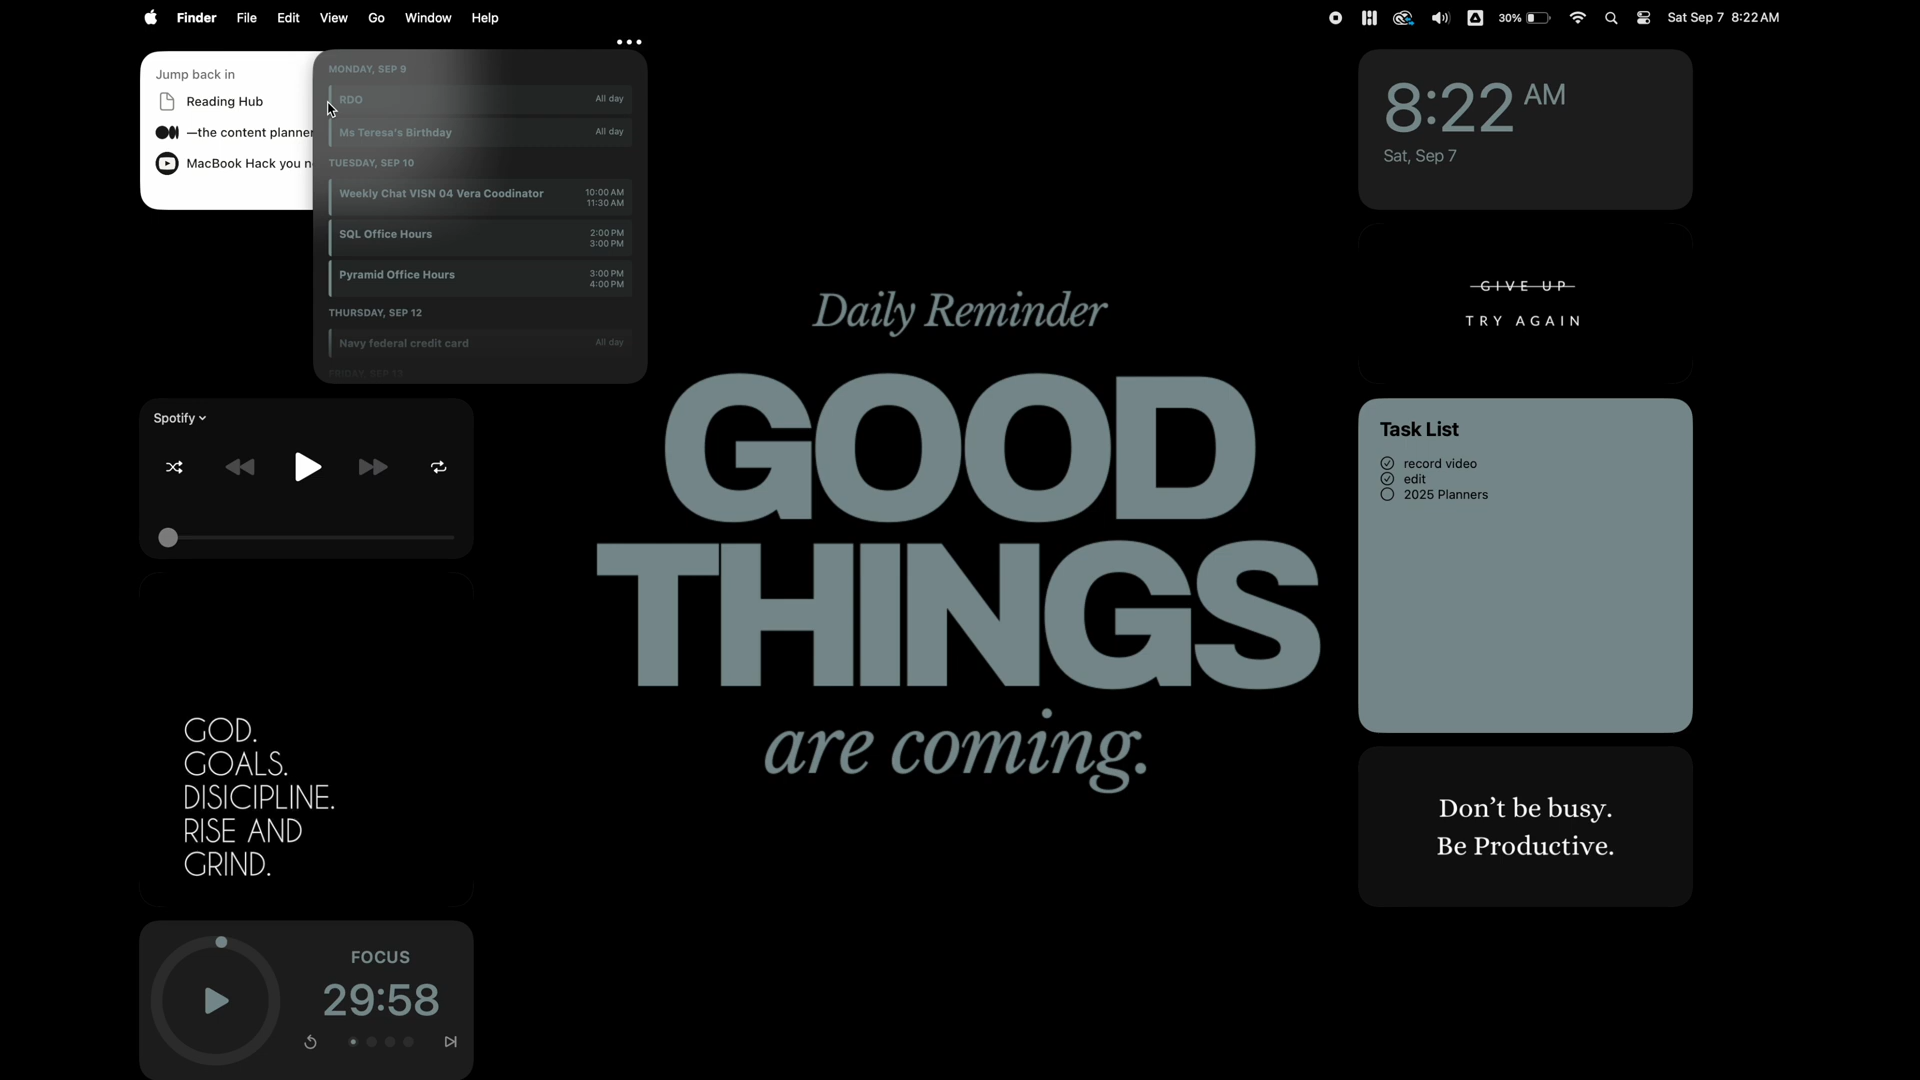 Finder File Edit View Go Window Help
30% Sat Sep 7 8:22 AM
Jump back in
Reading Hub
—the content planner
MacBook Hack you n
MONDAY, SEP 9
RDO All day
Ms Teresa's Birthday All day
TUESDAY, SEP 10
Weekly Chat VISN 04 Vera Coodinator 10:00 AM
11:30 AM
SQL Office Hours 2:00 PM
3:00 PM
Pyramid Office Hours 3:00 PM
4:00 PM
THURSDAY, SEP 12
Navy federal credit card All day
FRIDAY, SEP 13
Spotify
GOD.
GOALS.
DISICIPLINE.
RISE AND
GRIND.
FOCUS
29:58
Daily Reminder
GOOD
THINGS
are coming.
8:22 AM
Sat, Sep 7
GIVE UP
TRY AGAIN
Task List
record video
edit
2025 Planners
Don't be busy.
Be Productive.